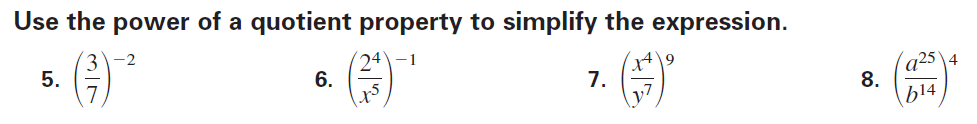 Use the power of a quotient property to simplify the expression.
5. (3/7)^-2 6. (2^4/x^5)^-1 7. (x^4/y^7)^9 8. (a^25/b^14)^4